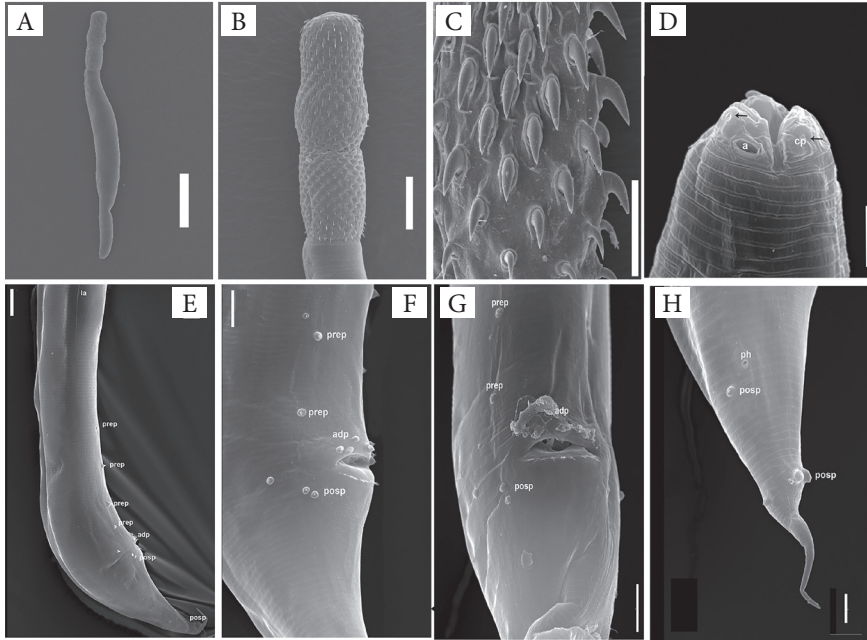 A
B
C
D
a
cp
E
la
prep
prep
prep
prep
adp
posp
posp
F
prep
prep
adp
posp
G
prep
prep
adp
posp
H
ph
posp
posp